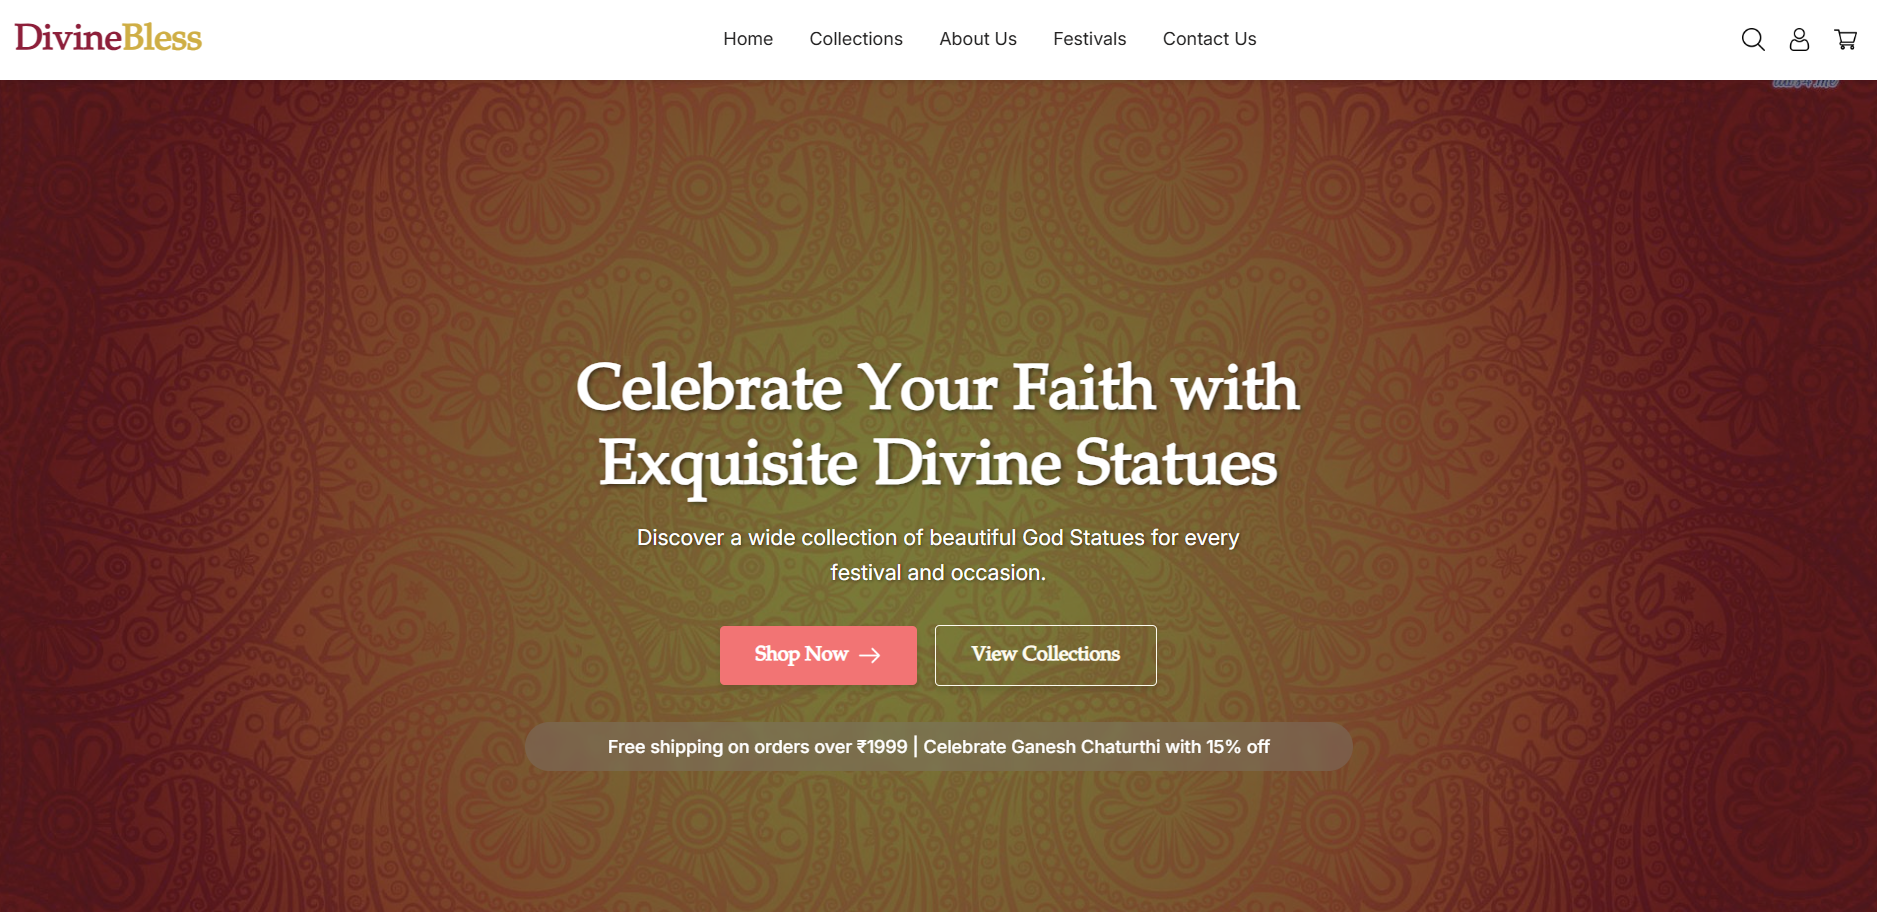 DivineBless
Home Collections About Us Festivals Contact Us
Celebrate Your Faith with
Exquisite Divine Statues
Discover a wide collection of beautiful God Statues for every
festival and occasion.
Shop Now → View Collections
Free shipping on orders over ₹1999 | Celebrate Ganesh Chaturthi with 15% off